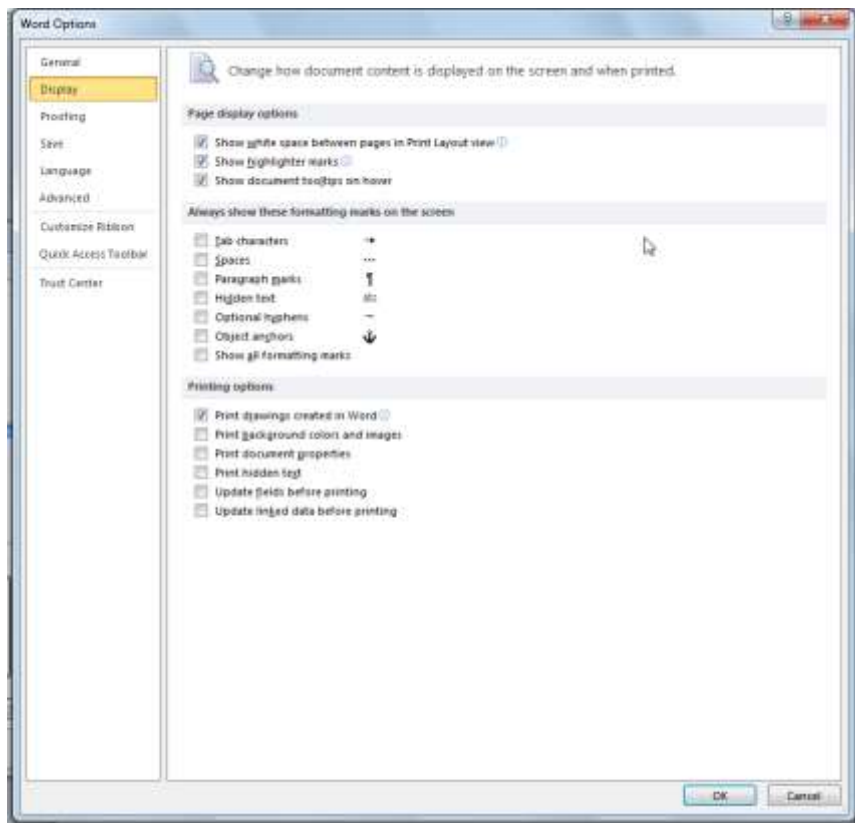 Word Options
General
Display
Proofing
Save
Language
Advanced
Customize Ribbon
Quick Access Toolbar
Trust Center
Change how document content is displayed on the screen and when printed.
Page display options
Show white space between pages in Print Layout view
Show highlighter marks
Show document tooltips on hover
Always show these formatting marks on the screen
Tab characters →
Spaces ...
Paragraph marks ¶
Hidden text abc
Optional hyphens ¬
Object anchors
Show all formatting marks
Printing options
Print drawings created in Word
Print background colors and images
Print document properties
Print hidden text
Update fields before printing
Update linked data before printing
OK Cancel